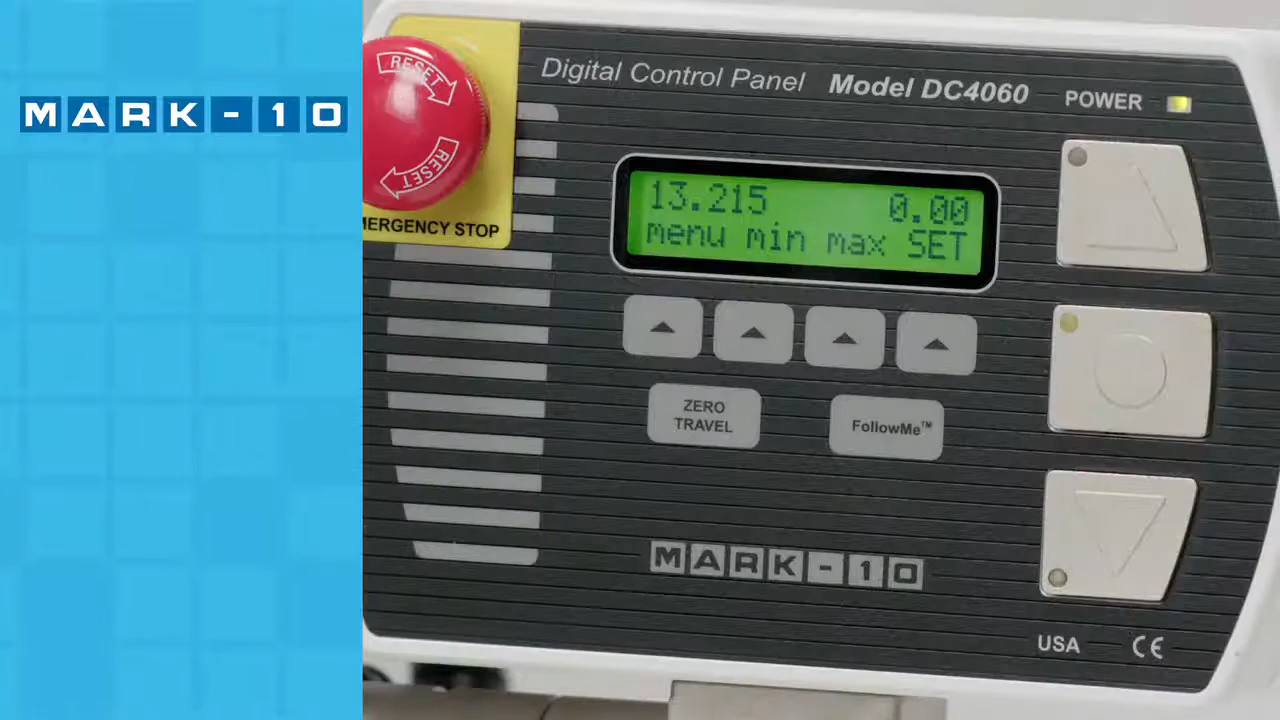 MARK-10
RESET
RESET
MERGENCY STOP
Digital Control Panel Model DC4060
POWER
13.215 0.00
menu min max SET
ZERO
TRAVEL
FollowMe™
MARK-10
USA CE